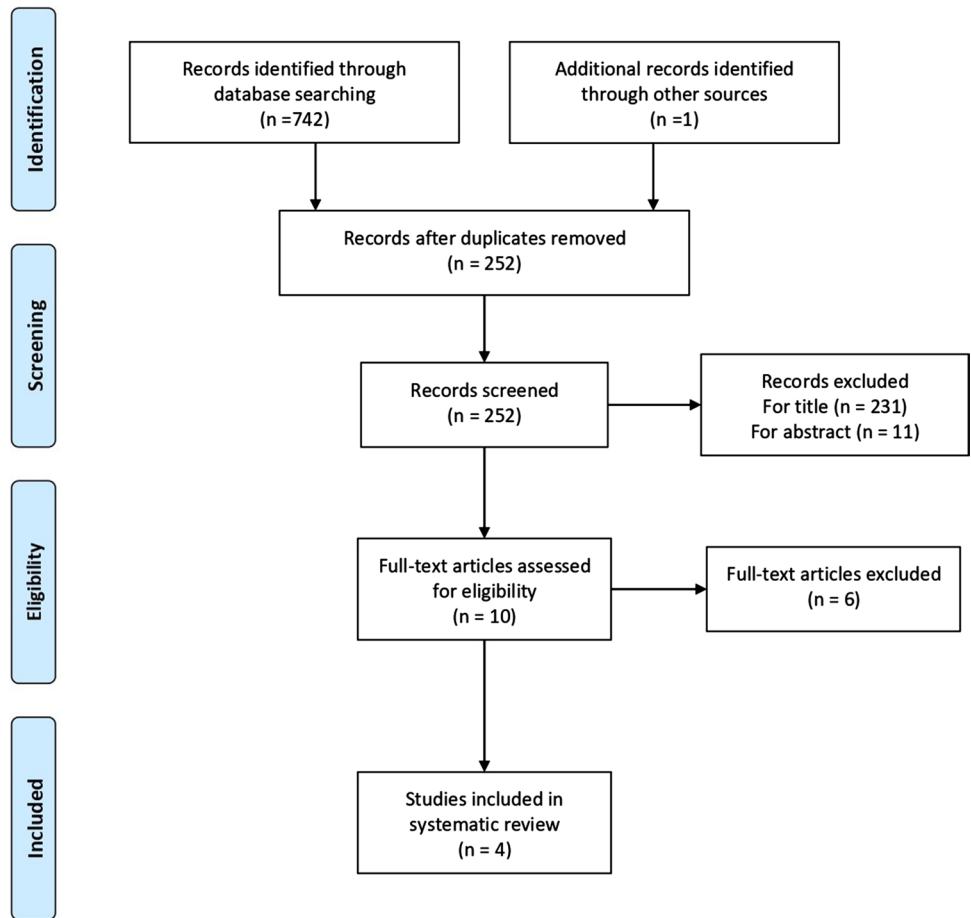 Identification
Records identified through
database searching
(n =742)
Additional records identified
through other sources
(n =1)
Records after duplicates removed
(n = 252)
Screening
Records screened
(n = 252)
Records excluded
For title (n = 231)
For abstract (n = 11)
Eligibility
Full-text articles assessed
for eligibility
(n = 10)
Full-text articles excluded
(n = 6)
Included
Studies included in
systematic review
(n = 4)